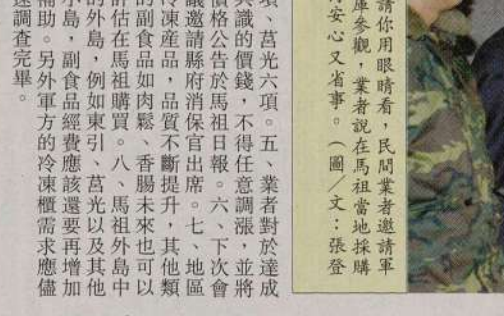 請你用眼睛看，民間業者邀請軍
庫參觀，業者說在馬祖當地採購
安心又省事。（圖／文：張登
項、莒光六項。五、業者對於達成
共識的價錢，不得任意調漲，並將
價格公告於馬祖日報。六、下次會
議邀請縣府消保官出席。七、地區
冷凍產品，品質不斷提升，其他類
的副食品如肉鬆、香腸未來也可以
評估在馬祖購買。八、馬祖外島中
的外島，例如東引、莒光以及其他
小島，副食品經費應該還要再增加
補助。另外軍方的冷凍櫃需求應儘
速調查完畢。